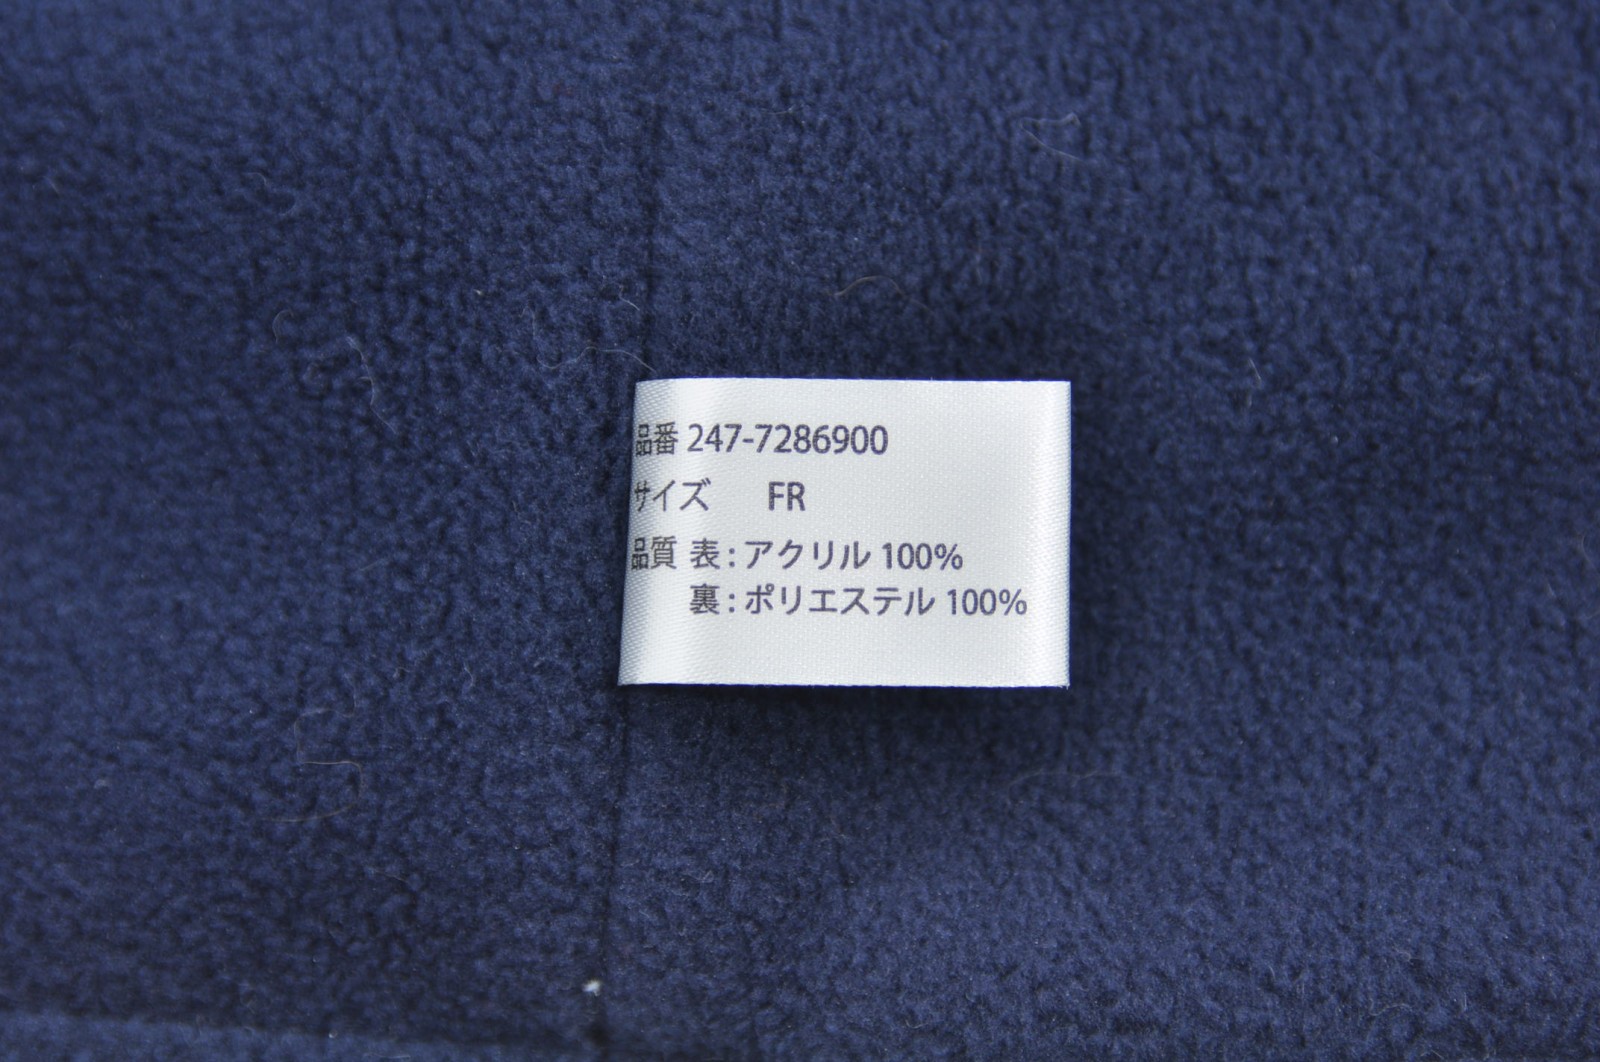 品番 247-7286900
サイズ FR
品質 表 : アクリル 100%
裏 : ポリエステル 100%